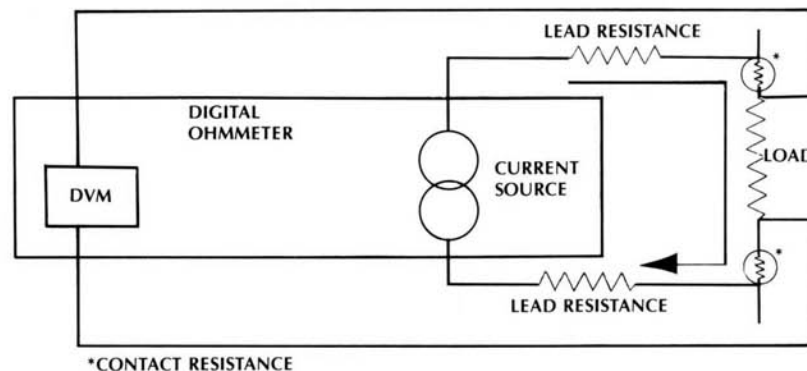 LEAD RESISTANCE
*
DIGITAL
OHMMETER
CURRENT
SOURCE
LOAD
DVM
*
LEAD RESISTANCE
*CONTACT RESISTANCE